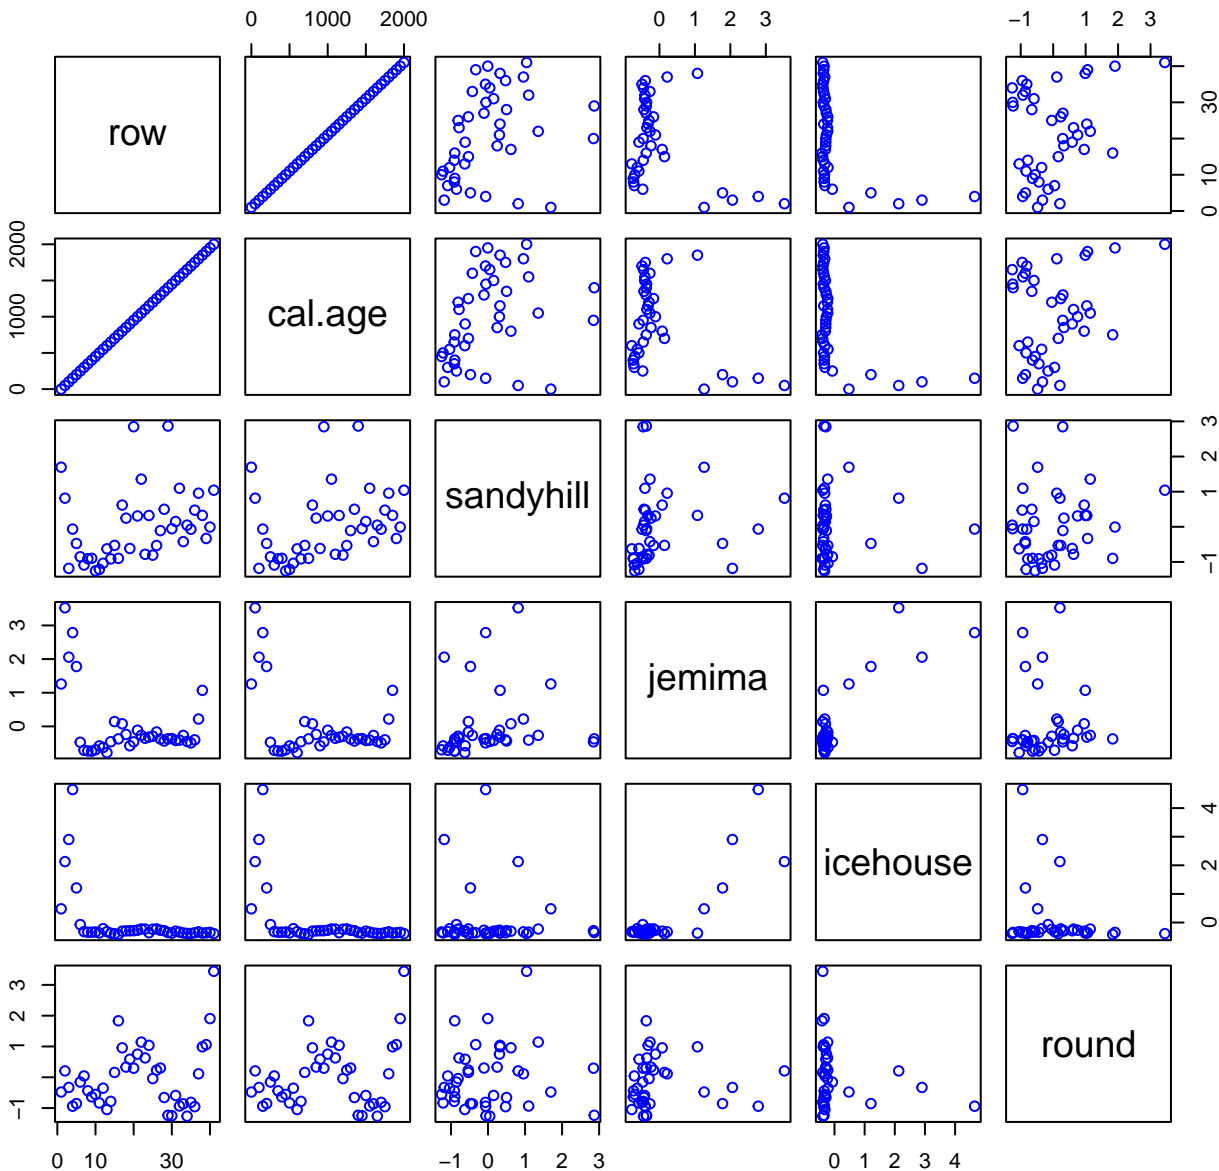 0 1000 2000 0 1 2 3 −1 1 3
row 0 10 30
0 1000 2000 cal.age
sandyhill −1 1 2 3
0 1 2 3 jemima
icehouse 0 2 4
−1 1 2 3 round
0 10 30 −1 0 1 2 3 0 1 2 3 4